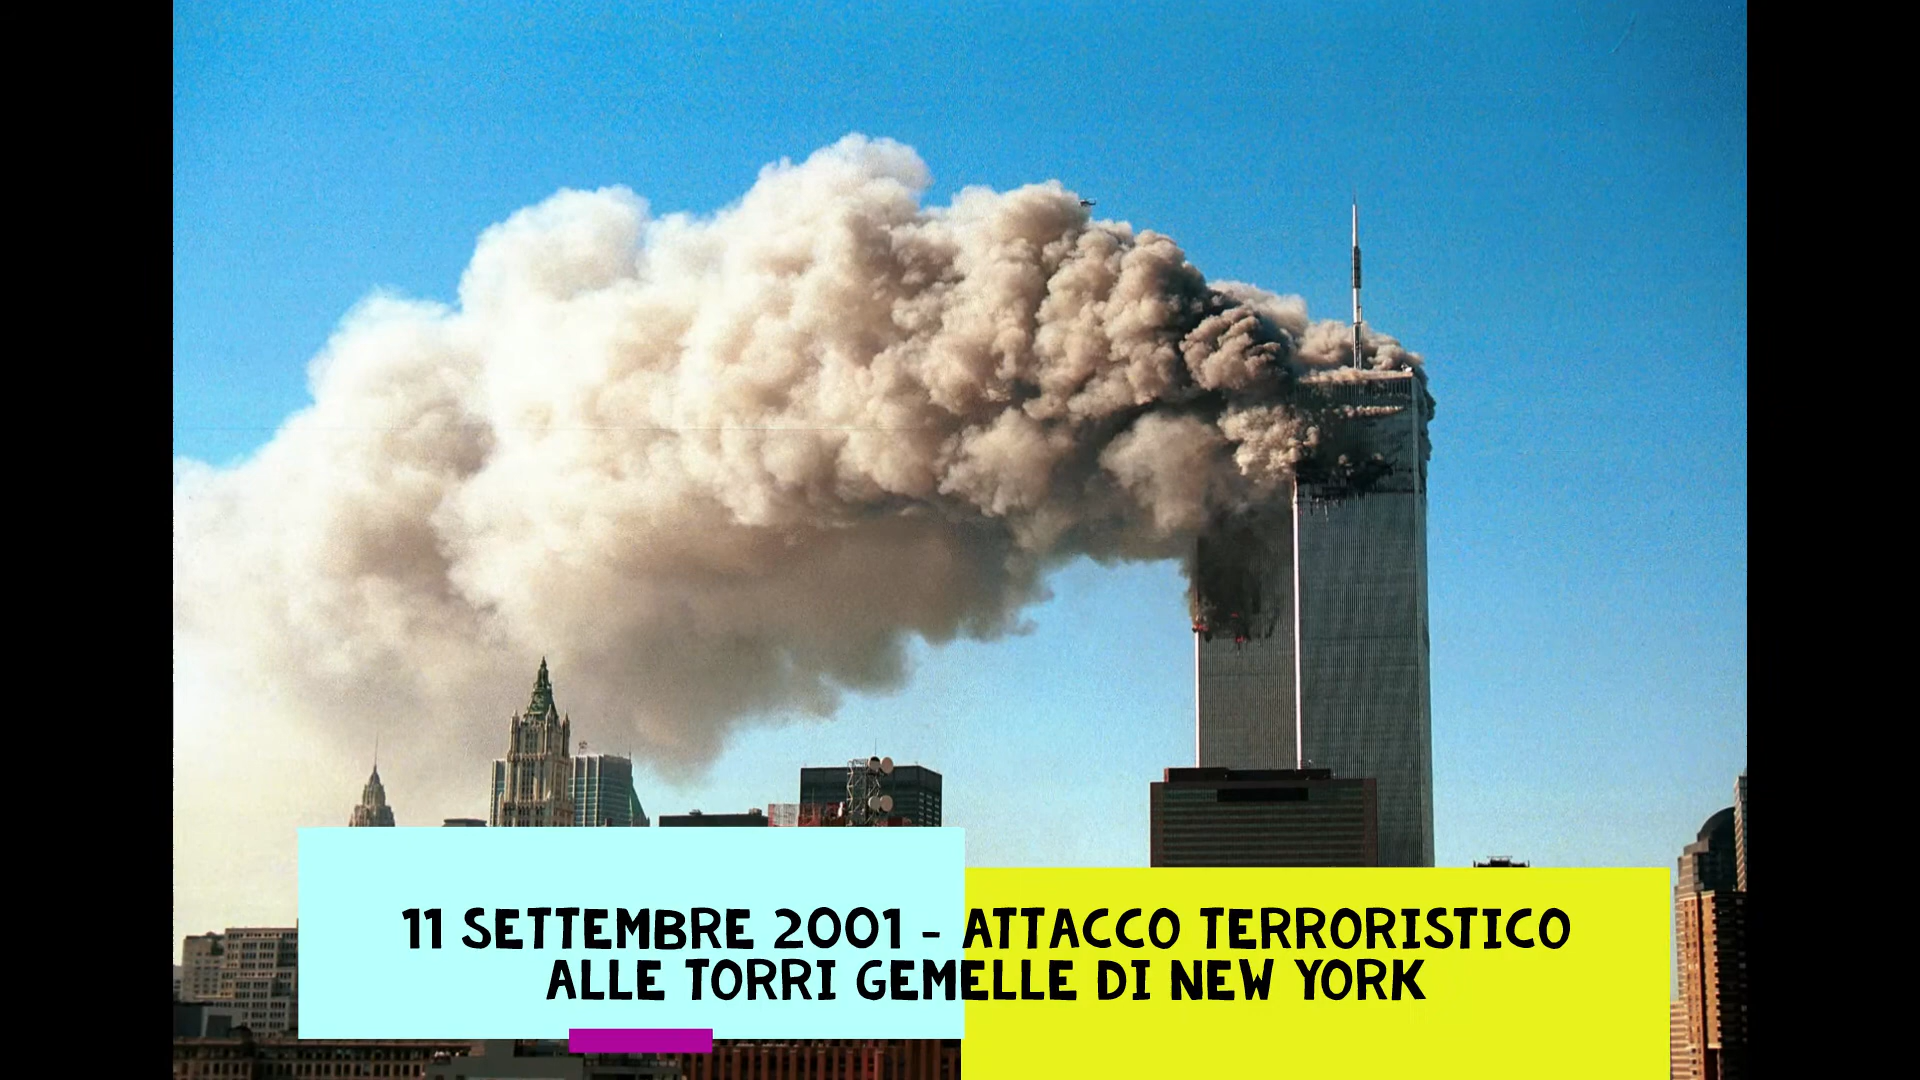 11 SETTEMBRE 2001 - ATTACCO TERRORISTICO
ALLE TORRI GEMELLE DI NEW YORK